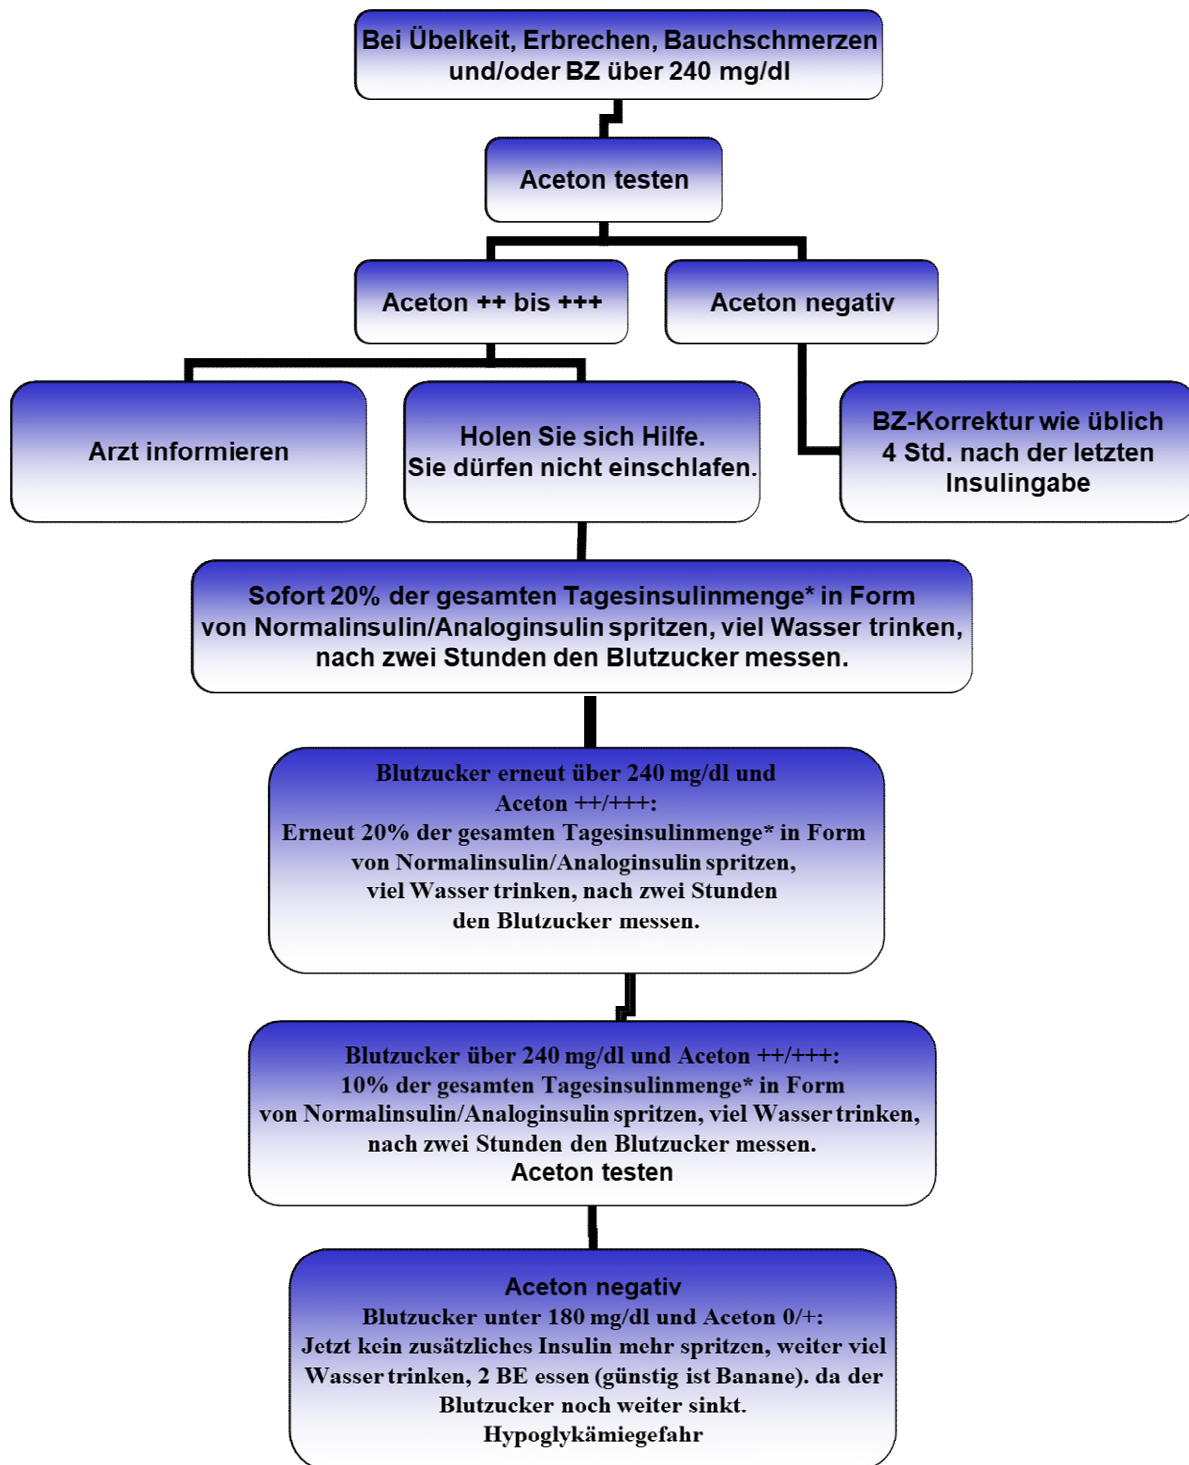 Bei Übelkeit, Erbrechen, Bauchschmerzen
und/oder BZ über 240 mg/dl
Aceton testen
Aceton ++ bis +++
Aceton negativ
Arzt informieren
Holen Sie sich Hilfe.
Sie dürfen nicht einschlafen.
BZ-Korrektur wie üblich
4 Std. nach der letzten
Insulingabe
Sofort 20% der gesamten Tagesinsulinmenge* in Form
von Normalinsulin/Analoginsulin spritzen, viel Wasser trinken,
nach zwei Stunden den Blutzucker messen.
Blutzucker erneut über 240 mg/dl und
Aceton ++/+++:
Erneut 20% der gesamten Tagesinsulinmenge* in Form
von Normalinsulin/Analoginsulin spritzen,
viel Wasser trinken, nach zwei Stunden
den Blutzucker messen.
Blutzucker über 240 mg/dl und Aceton ++/+++:
10% der gesamten Tagesinsulinmenge* in Form
von Normalinsulin/Analoginsulin spritzen, viel Wasser trinken,
nach zwei Stunden den Blutzucker messen.
Aceton testen
Aceton negativ
Blutzucker unter 180 mg/dl und Aceton 0/+:
Jetzt kein zusätzliches Insulin mehr spritzen, weiter viel
Wasser trinken, 2 BE essen (günstig ist Banane). da der
Blutzucker noch weiter sinkt.
Hypoglykämiegefahr